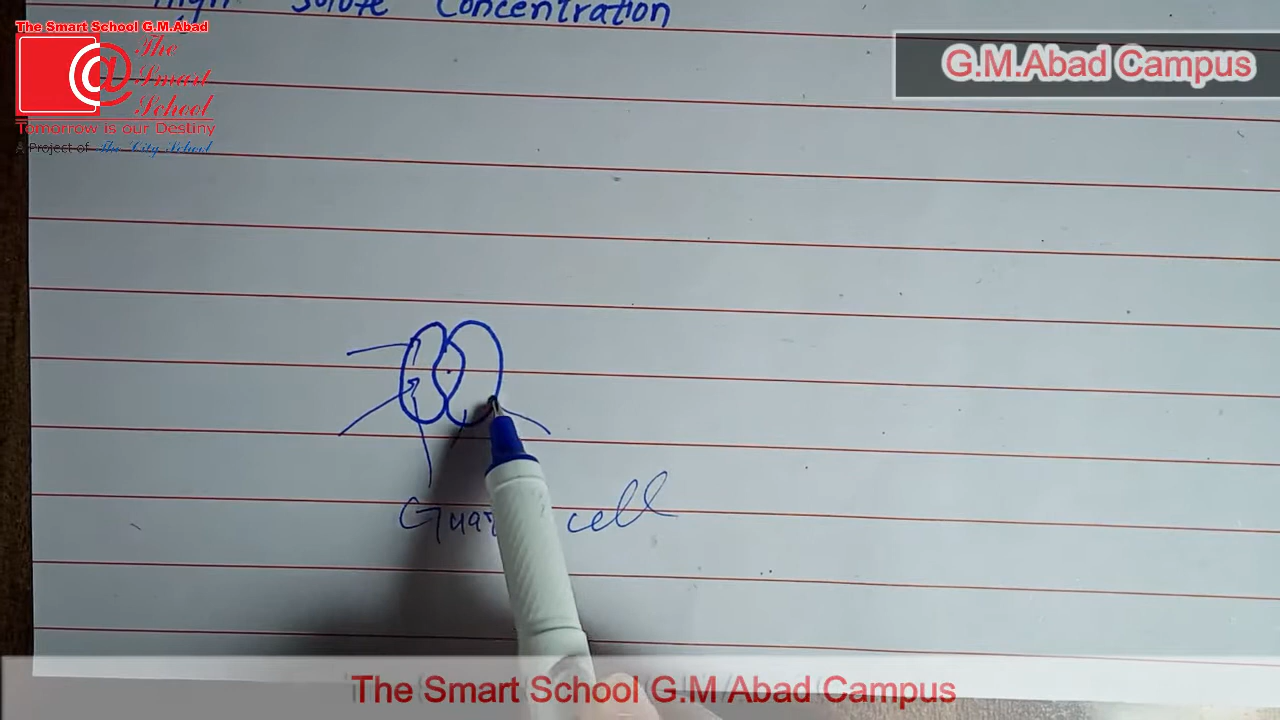 High Solute Concentration
The Smart School G.M.Abad
The
Smart
School
Tomorrow is our Destiny
A Project of The City School
G.M.Abad Campus
cell
The Smart School G.M Abad Campus